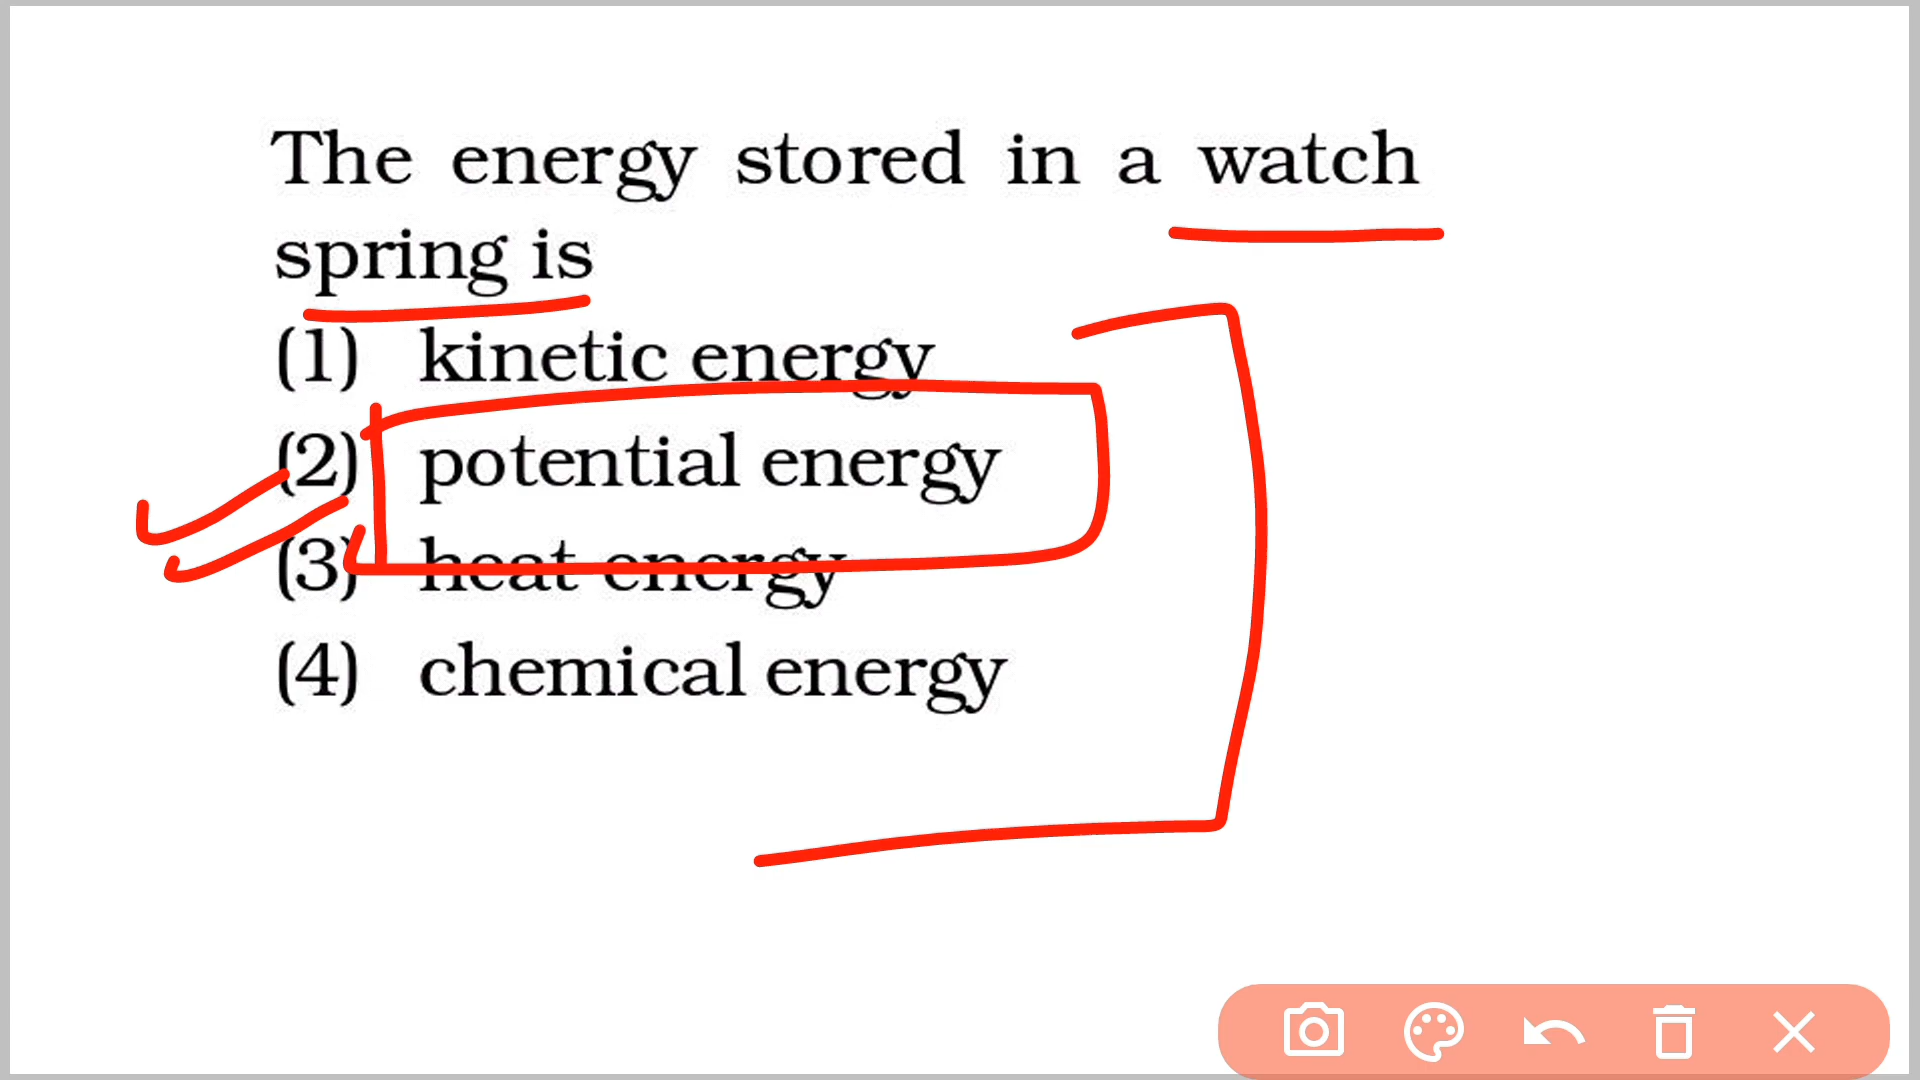 The energy stored in a watch
spring is
(1) kinetic energy
(2) potential energy
(3) heat energy
(4) chemical energy